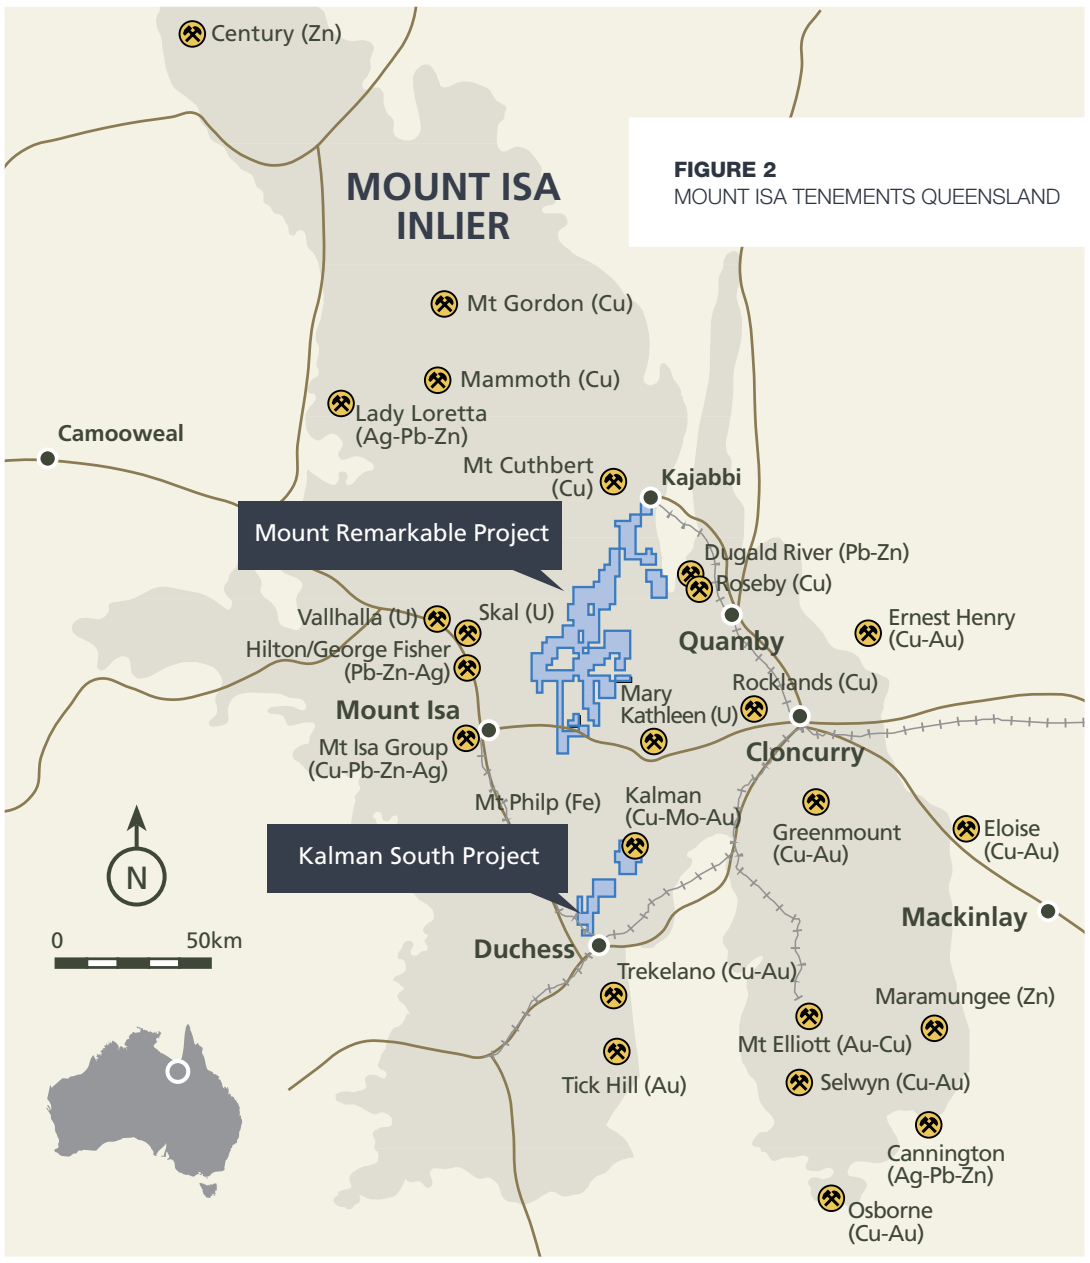 Century (Zn)
FIGURE 2
MOUNT ISA TENEMENTS QUEENSLAND
MOUNT ISA
INLIER
Mt Gordon (Cu)
Mammoth (Cu)
Lady Loretta
(Ag-Pb-Zn)
Camooweal
Mt Cuthbert
(Cu)
Kajabbi
Mount Remarkable Project
Dugald River (Pb-Zn)
Roseby (Cu)
Vallhalla (U)
Skal (U)
Ernest Henry
(Cu-Au)
Hilton/George Fisher
(Pb-Zn-Ag)
Quamby
Rocklands (Cu)
Mary
Kathleen (U)
Mount Isa
Mt Isa Group
(Cu-Pb-Zn-Ag)
Cloncurry
Mt Philp (Fe)
Kalman
(Cu-Mo-Au)
Greenmount
(Cu-Au)
Eloise
(Cu-Au)
Kalman South Project
N
Mackinlay
0 50km
Duchess
Trekelano (Cu-Au)
Maramungee (Zn)
Mt Elliott (Au-Cu)
Tick Hill (Au)
Selwyn (Cu-Au)
Cannington
(Ag-Pb-Zn)
Osborne
(Cu-Au)